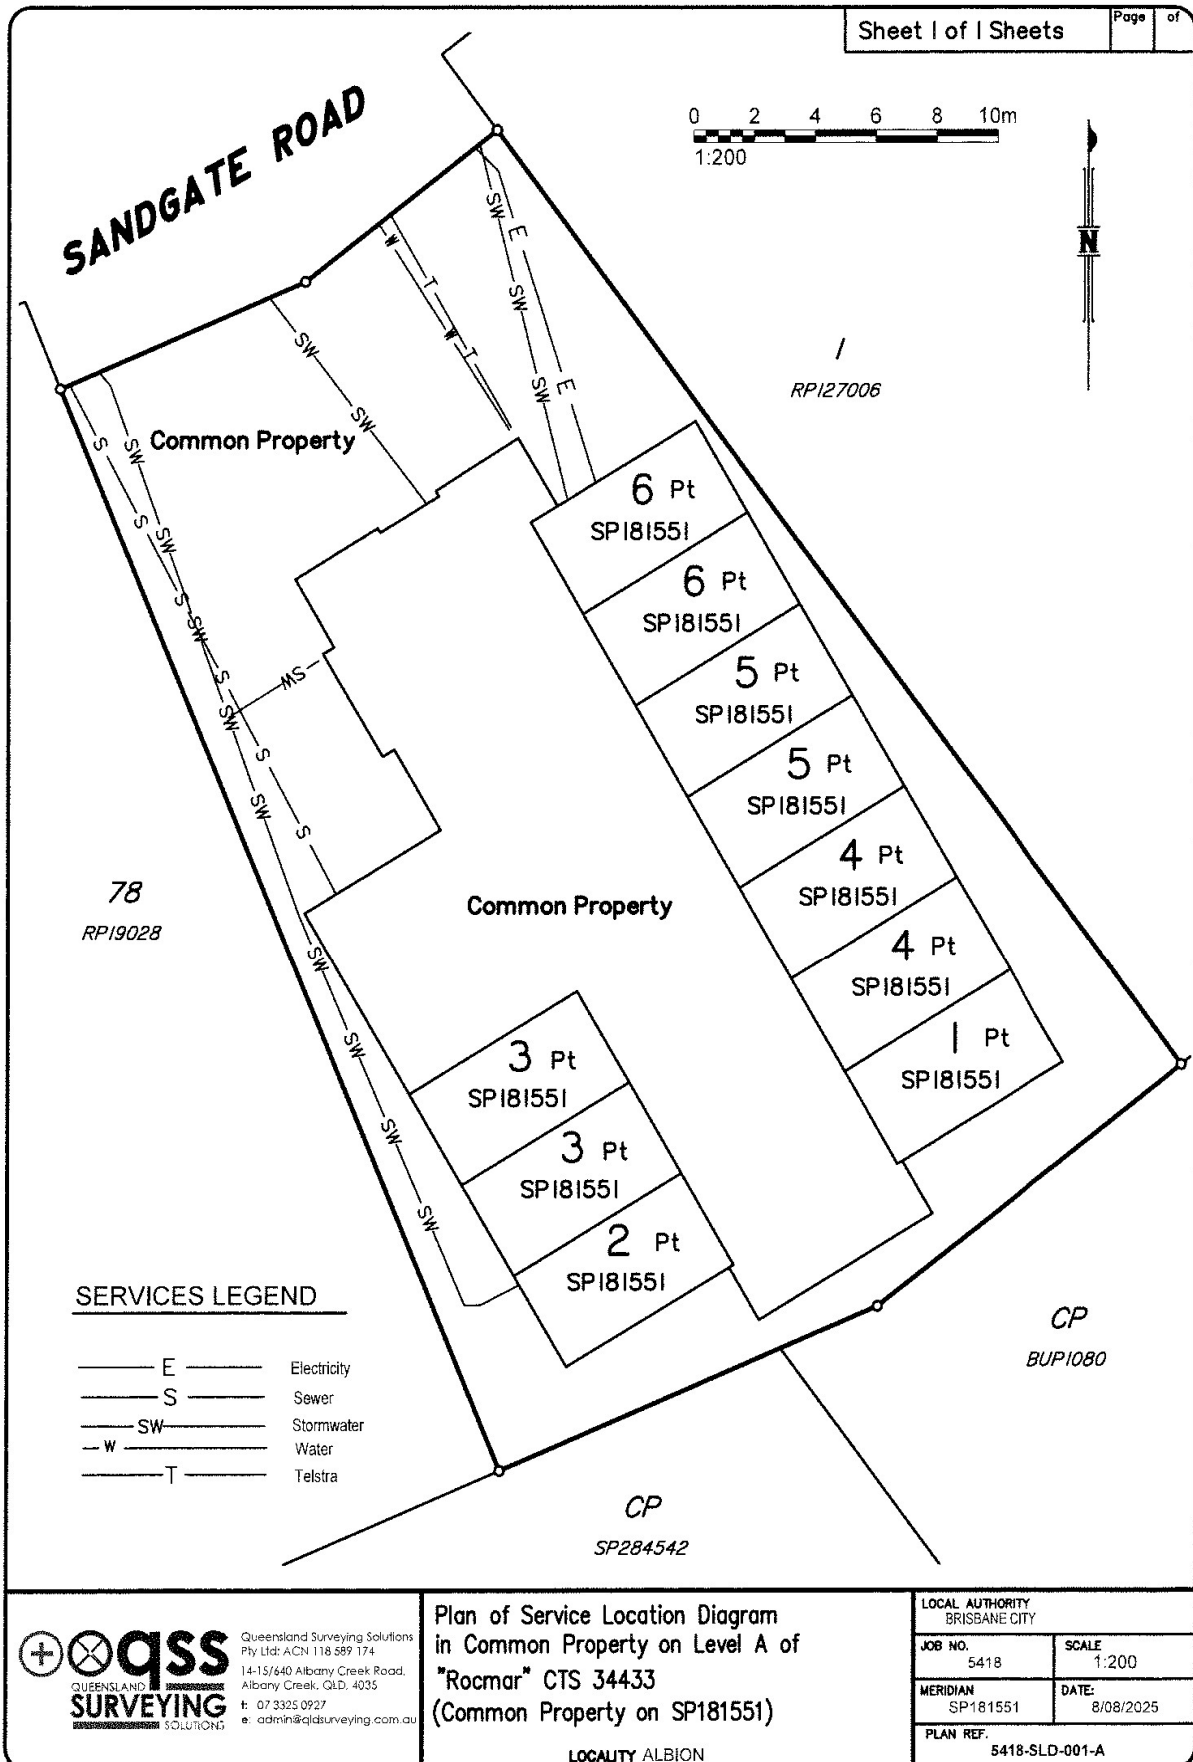 Sheet 1 of 1 Sheets
Page of
SANDGATE ROAD
0 2 4 6 8 10m
1:200
N
1
RP127006
SW
E
SW
E
SW
W
T
W
T
SW
SW
S
SW
S
SW
S
SW
S
SW
SW
S
SW
S
SW
SW
SW
SW
Common Property
6 Pt
SP181551
6 Pt
SP181551
5 Pt
SP181551
5 Pt
SP181551
4 Pt
SP181551
4 Pt
SP181551
1 Pt
SP181551
78
RP19028
Common Property
3 Pt
SP181551
3 Pt
SP181551
2 Pt
SP181551
SERVICES LEGEND
E Electricity
S Sewer
SW Stormwater
W Water
T Telstra
CP
BUP1080
CP
SP284542
qss
QUEENSLAND
SURVEYING
SOLUTIONS
Queensland Surveying Solutions
Pty Ltd: ACN 118 589 174
14-15/640 Albany Creek Road,
Albany Creek, QLD, 4035
t: 07 3325 0927
e: admin@qldsurveying.com.au
Plan of Service Location Diagram
in Common Property on Level A of
"Rocmar" CTS 34433
(Common Property on SP181551)
LOCALITY ALBION
LOCAL AUTHORITY
BRISBANE CITY
JOB NO.
5418
SCALE
1:200
MERIDIAN
SP181551
DATE:
8/08/2025
PLAN REF.
5418-SLD-001-A